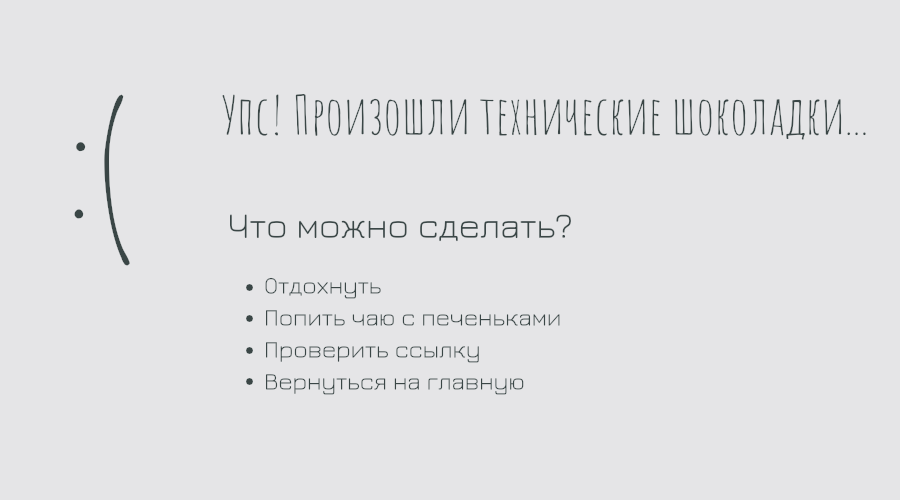 :(
Упс! Произошли технические шоколадки...
Что можно сделать?
• Отдохнуть
• Попить чаю с печеньками
• Проверить ссылку
• Вернуться на главную